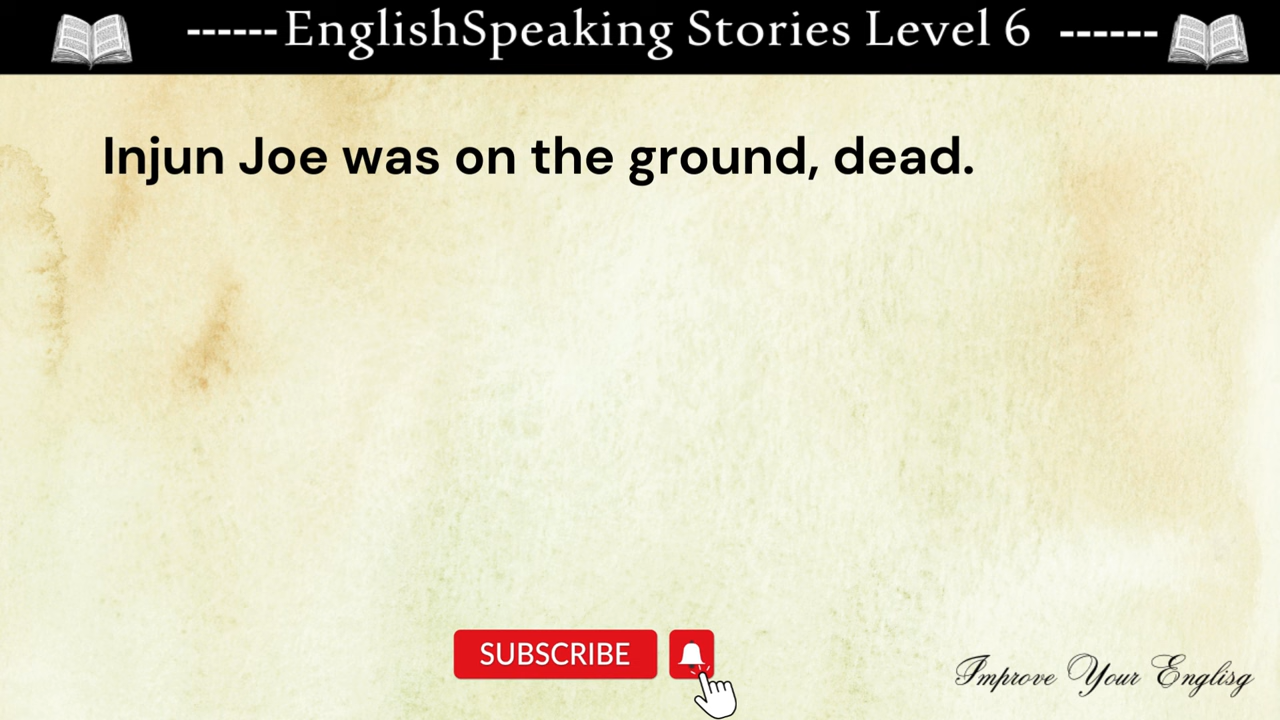 ------EnglishSpeaking Stories Level 6 ------
Injun Joe was on the ground, dead.
SUBSCRIBE
Improve Your Englisg